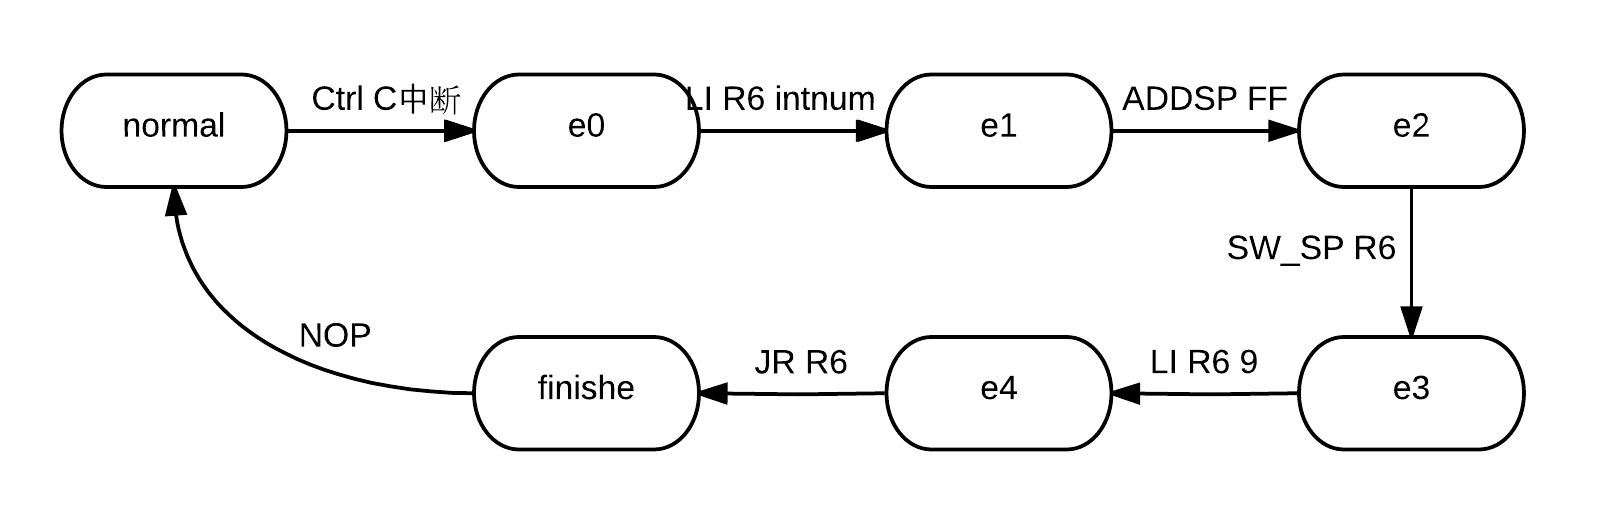 normal
Ctrl C中断
e0
LI R6 intnum
e1
ADDSP FF
e2
SW_SP R6
e3
LI R6 9
e4
JR R6
finishe
NOP